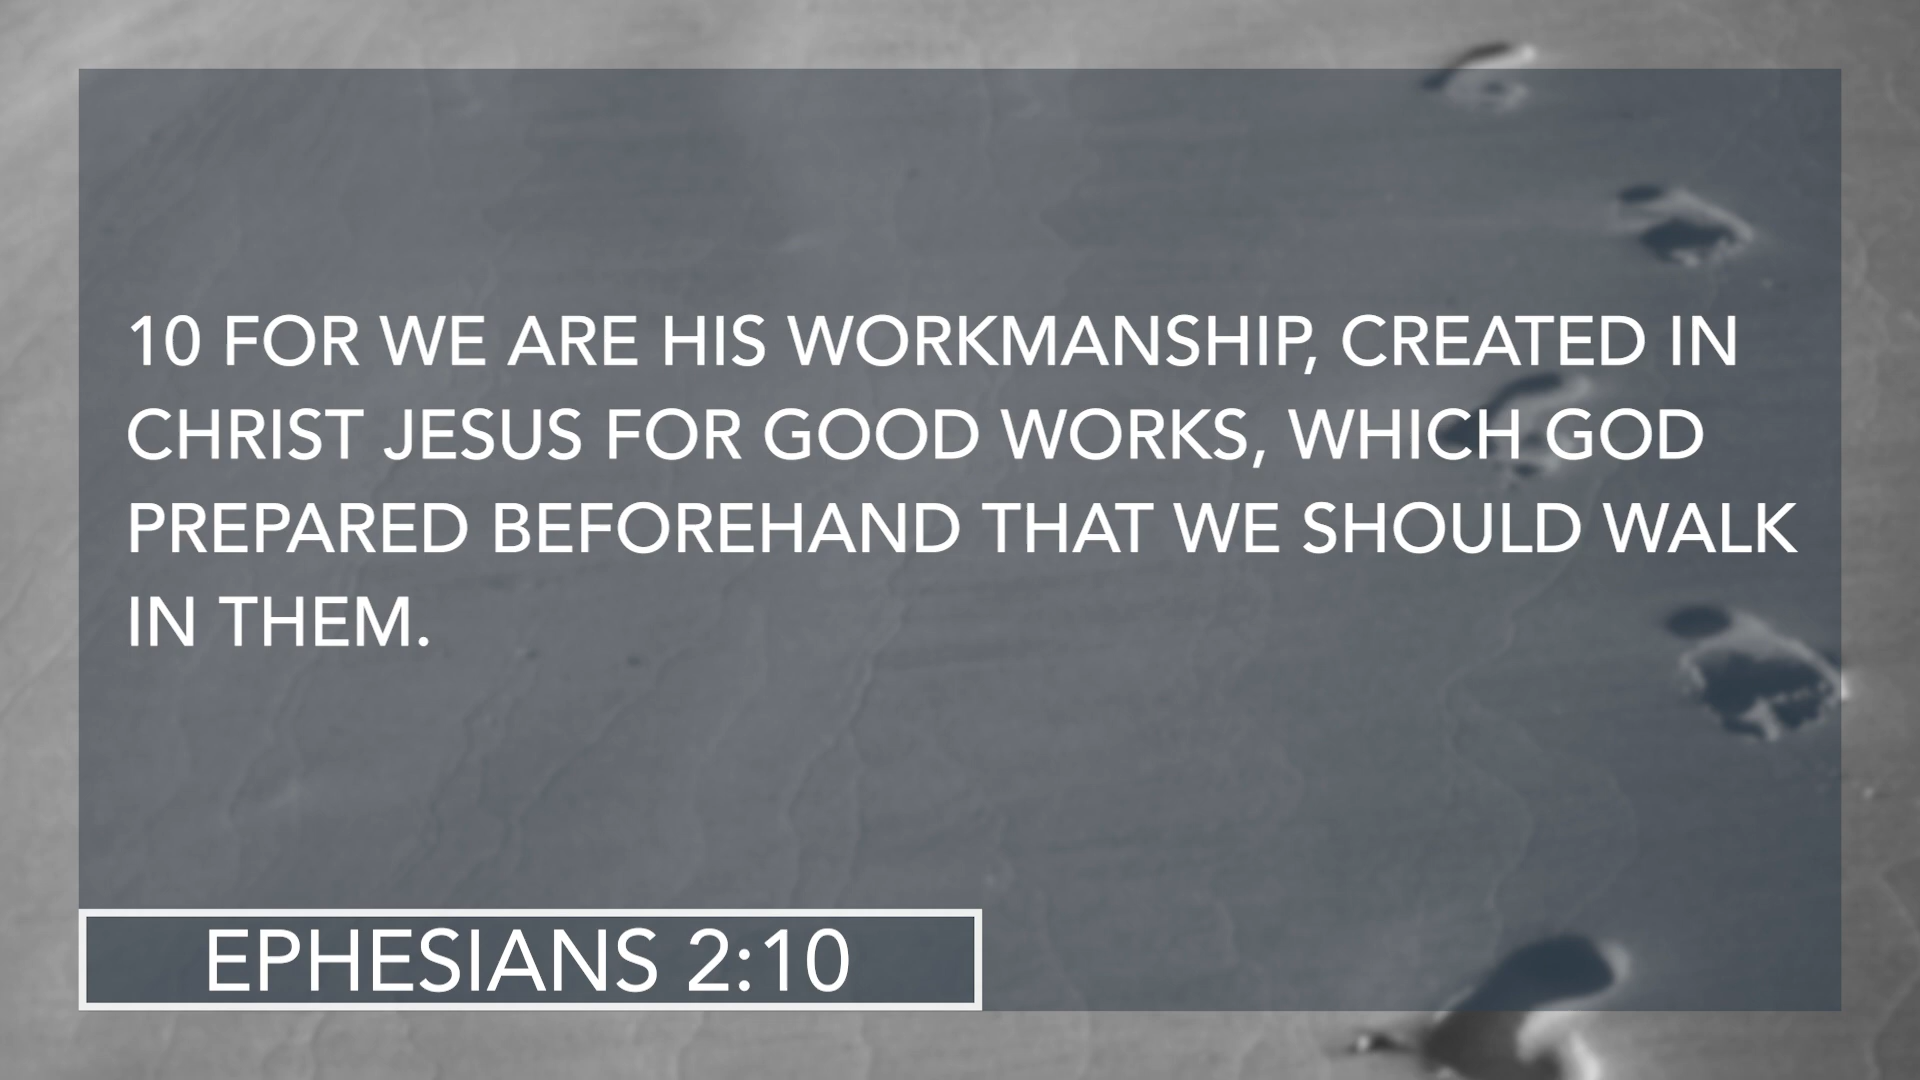 10 FOR WE ARE HIS WORKMANSHIP, CREATED IN
CHRIST JESUS FOR GOOD WORKS, WHICH GOD
PREPARED BEFOREHAND THAT WE SHOULD WALK
IN THEM.
EPHESIANS 2:10